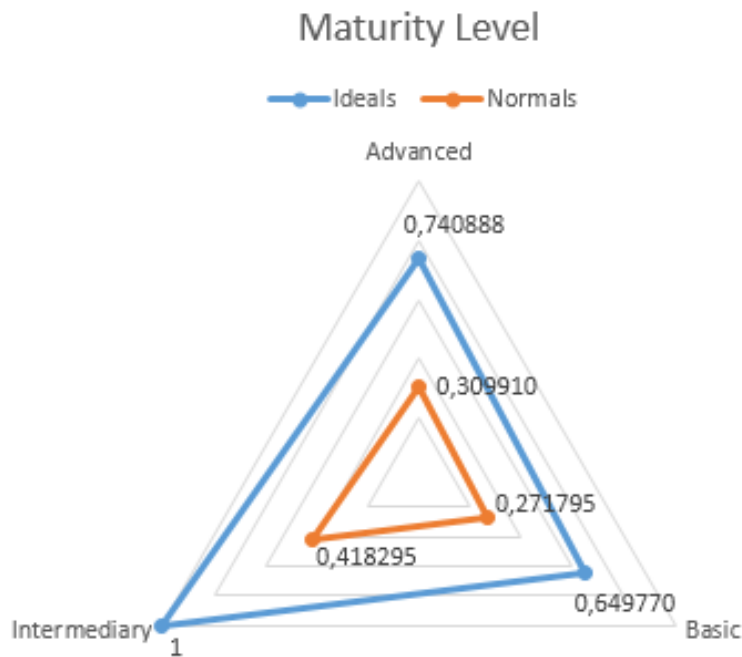 Maturity Level
Ideals Normals
Advanced
0,740888
0,309910
0,271795
0,418295
0,649770
Intermediary Basic
1